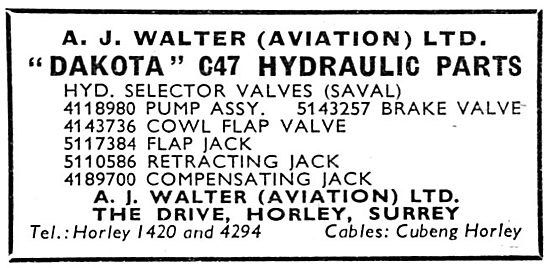 A. J. WALTER (AVIATION) LTD.
"DAKOTA" C47 HYDRAULIC PARTS
HYD. SELECTOR VALVES (SAVAL)
4118980 PUMP ASSY. 5143257 BRAKE VALVE
4143736 COWL FLAP VALVE
5117384 FLAP JACK
5110586 RETRACTING JACK
4189700 COMPENSATING JACK
A. J. WALTER (AVIATION) LTD.
THE DRIVE, HORLEY, SURREY
Tel.: Horley 1420 and 4294 Cables: Cubeng Horley